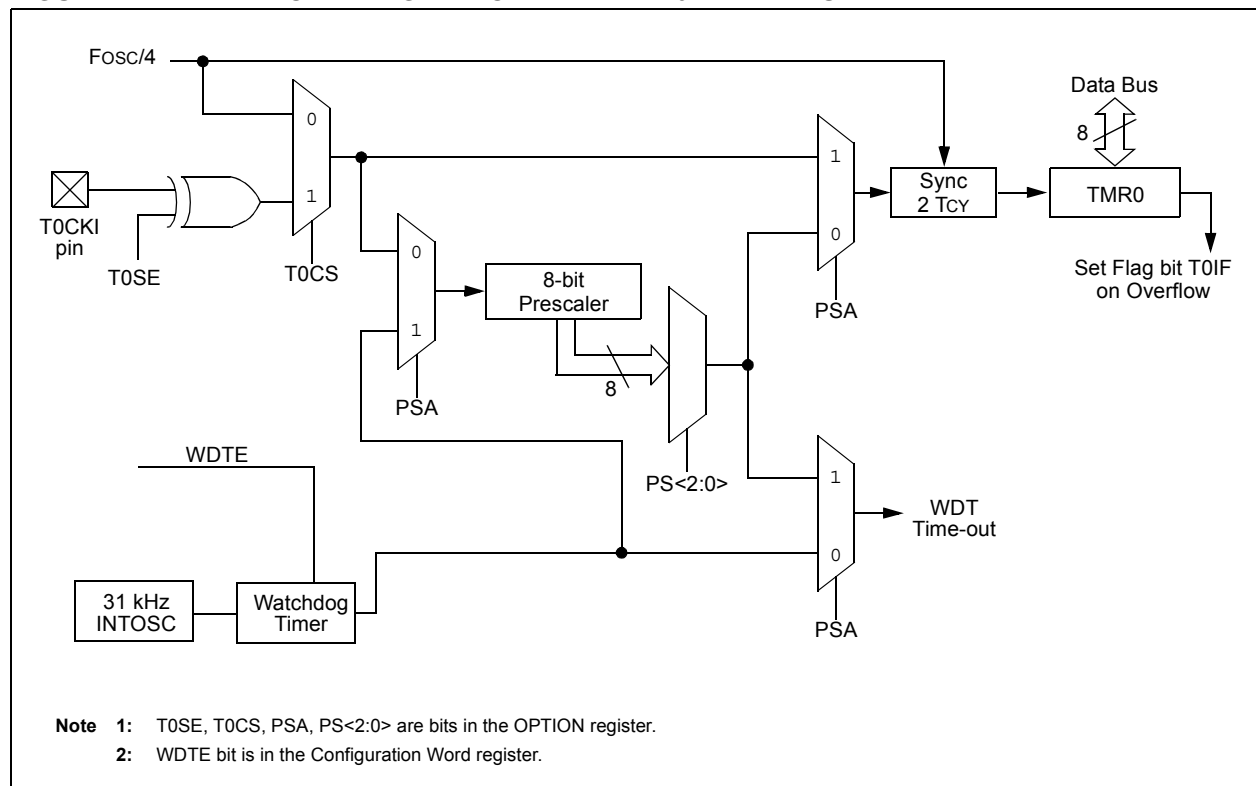 FOSC/4
Data Bus
8
0
1
T0CKI
pin
T0SE
T0CS
0
1
PSA
8-bit
Prescaler
8
PS<2:0>
1
0
PSA
Sync
2 TCY
TMR0
Set Flag bit T0IF
on Overflow
WDTE
31 kHz
INTOSC
Watchdog
Timer
1
0
PSA
WDT
Time-out
Note 1: T0SE, T0CS, PSA, PS<2:0> are bits in the OPTION register.
2: WDTE bit is in the Configuration Word register.